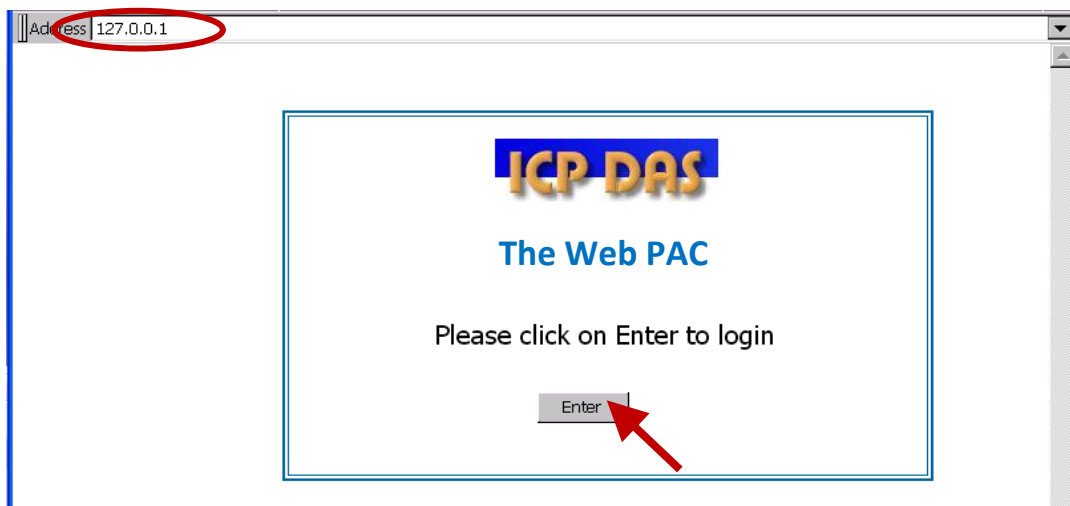 Address 127.0.0.1
ICP DAS
The Web PAC
Please click on Enter to login
Enter